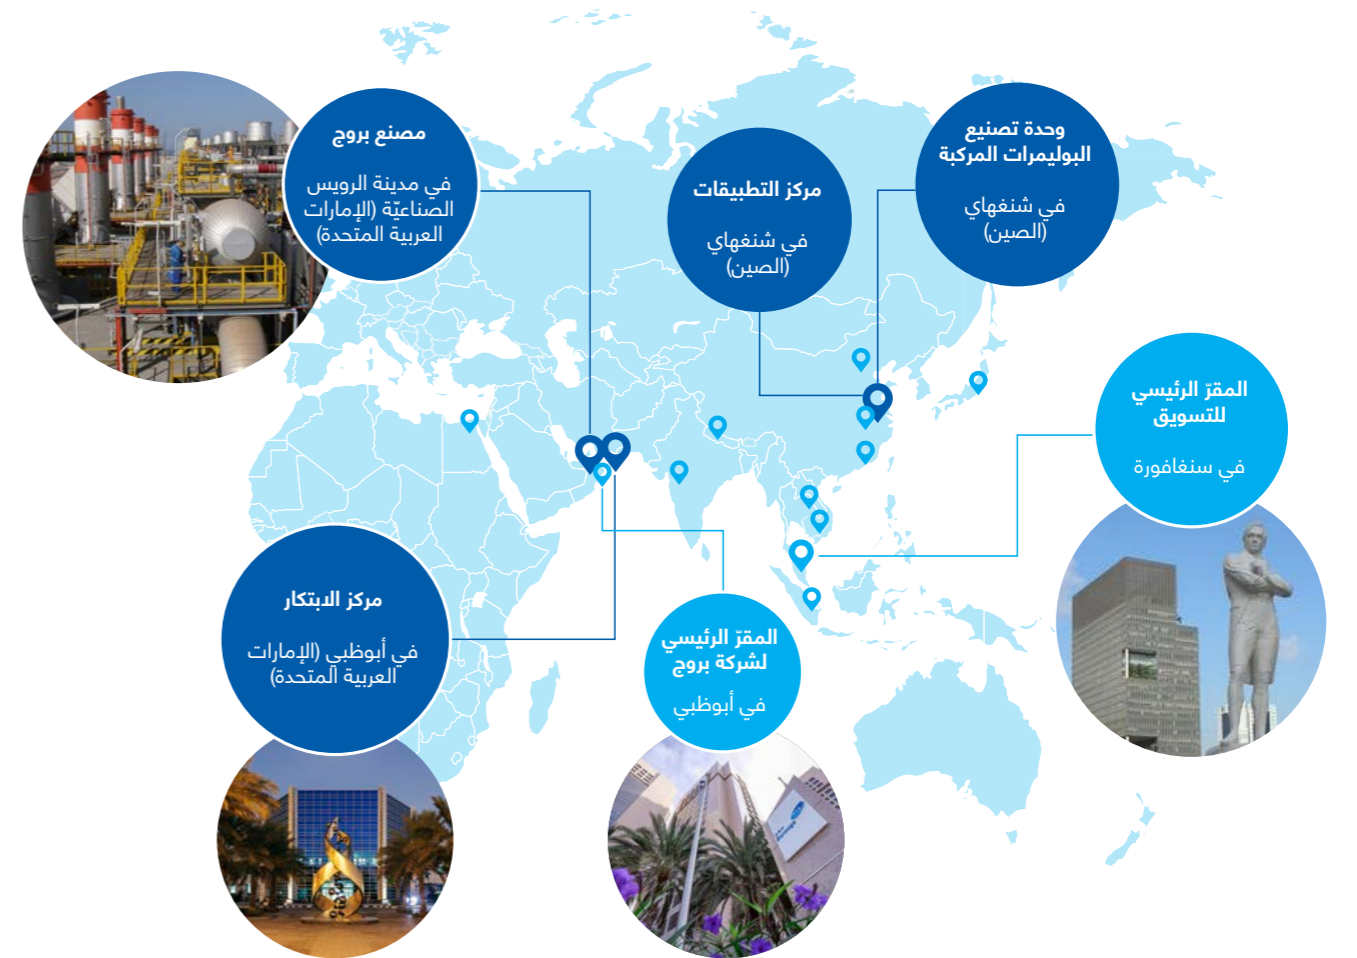 وحدة تصنيع
البوليمرات المركبة
في شنغهاي
(الصين)
مركز التطبيقات
في شنغهاي
(الصين)
مصنع بروج
في مدينة الرويس
الصناعيّة (الإمارات
العربية المتحدة)
المقرّ الرئيسي
للتسويق
في سنغافورة
المقرّ الرئيسي
لشركة بروج
في أبوظبي
مركز الابتكار
في أبوظبي (الإمارات
العربية المتحدة)